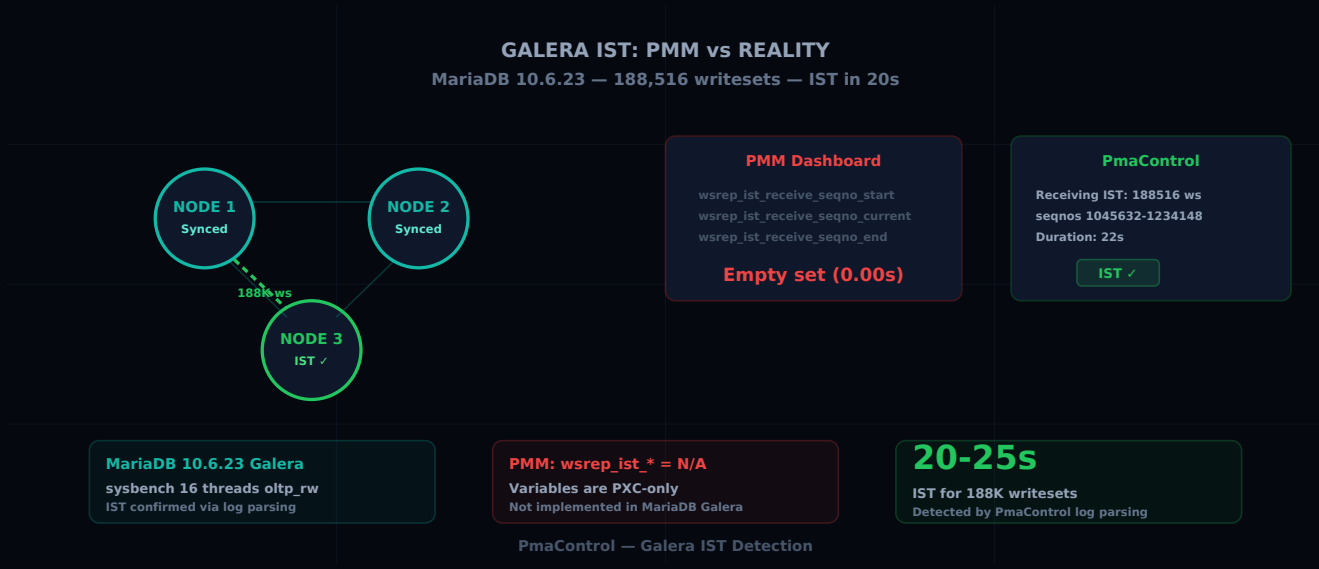 GALERA IST: PMM vs REALITY
MariaDB 10.6.23 — 188,516 writesets — IST in 20s
NODE 1
Synced
NODE 2
Synced
188K ws
NODE 3
IST ✓
PMM Dashboard
wsrep_ist_receive_seqno_start
wsrep_ist_receive_seqno_current
wsrep_ist_receive_seqno_end
Empty set (0.00s)
PmaControl
Receiving IST: 188516 ws
seqnos 1045632-1234148
Duration: 22s
IST ✓
MariaDB 10.6.23 Galera
sysbench 16 threads oltp_rw
IST confirmed via log parsing
PMM: wsrep_ist_* = N/A
Variables are PXC-only
Not implemented in MariaDB Galera
20-25s
IST for 188K writesets
Detected by PmaControl log parsing
PmaControl — Galera IST Detection